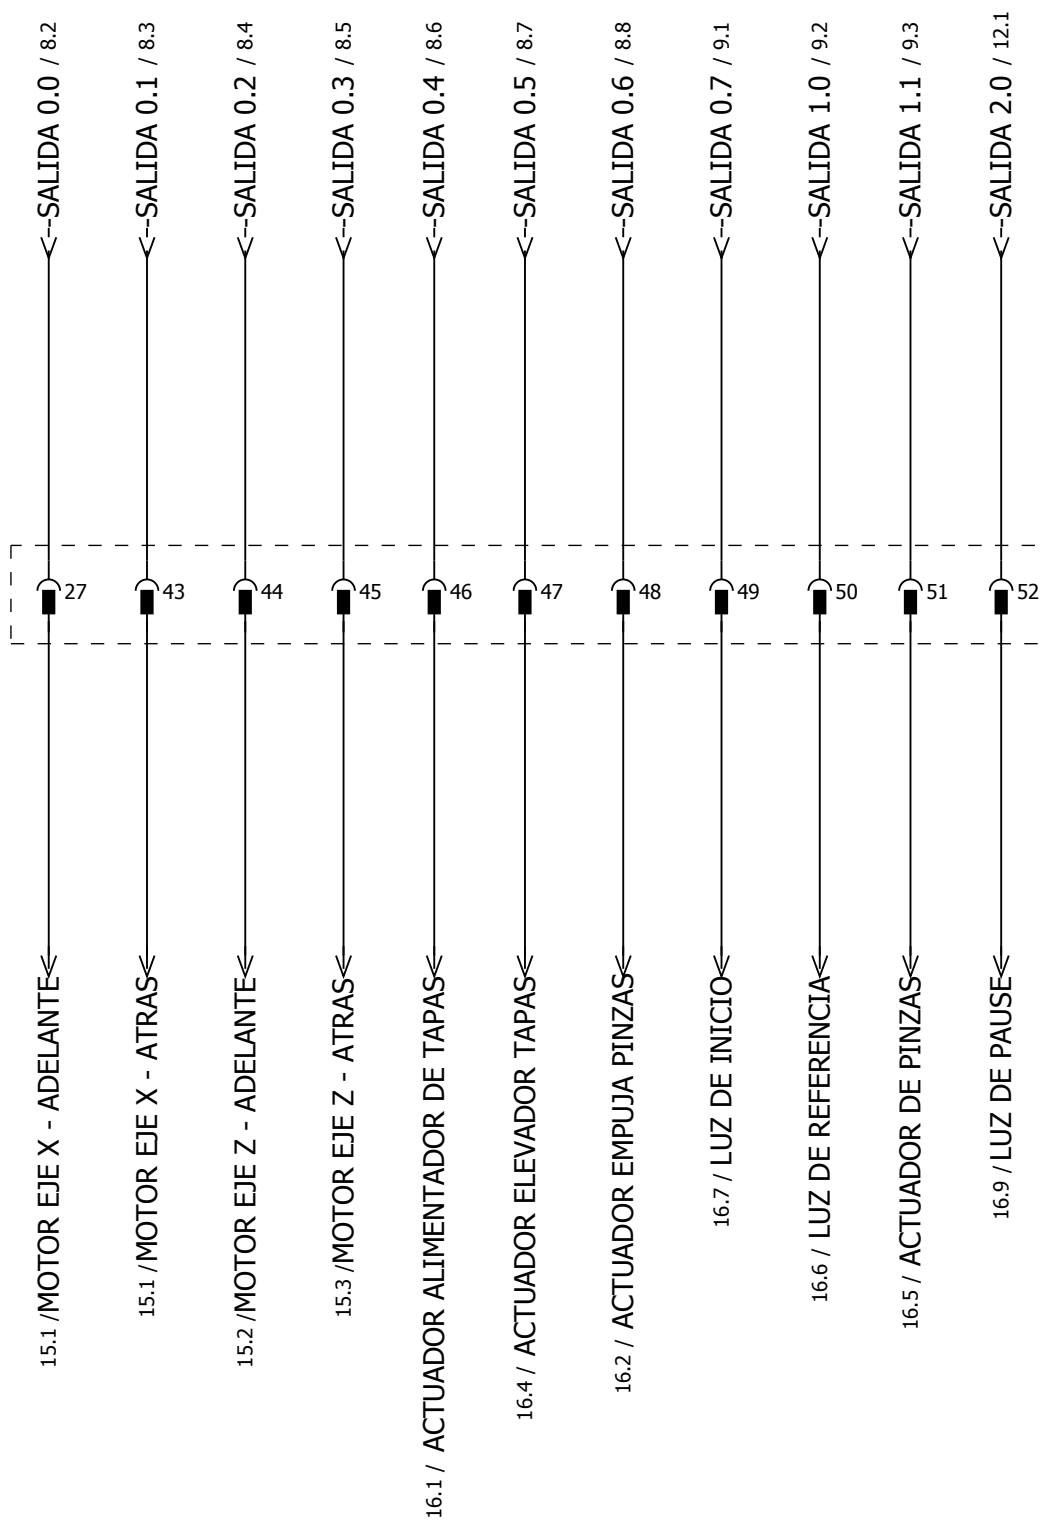 --SALIDA 0.0 / 8.2
--SALIDA 0.1 / 8.3
--SALIDA 0.2 / 8.4
--SALIDA 0.3 / 8.5
--SALIDA 0.4 / 8.6
--SALIDA 0.5 / 8.7
--SALIDA 0.6 / 8.8
--SALIDA 0.7 / 9.1
--SALIDA 1.0 / 9.2
--SALIDA 1.1 / 9.3
--SALIDA 2.0 / 12.1
27
43
44
45
46
47
48
49
50
51
52
15.1 /MOTOR EJE X - ADELANTE
15.1 /MOTOR EJE X - ATRAS
15.2 /MOTOR EJE Z - ADELANTE
15.3 /MOTOR EJE Z - ATRAS
16.1 / ACTUADOR ALIMENTADOR DE TAPAS
16.4 / ACTUADOR ELEVADOR TAPAS
16.2 / ACTUADOR EMPUJA PINZAS
16.7 / LUZ DE INICIO
16.6 / LUZ DE REFERENCIA
16.5 / ACTUADOR DE PINZAS
16.9 / LUZ DE PAUSE